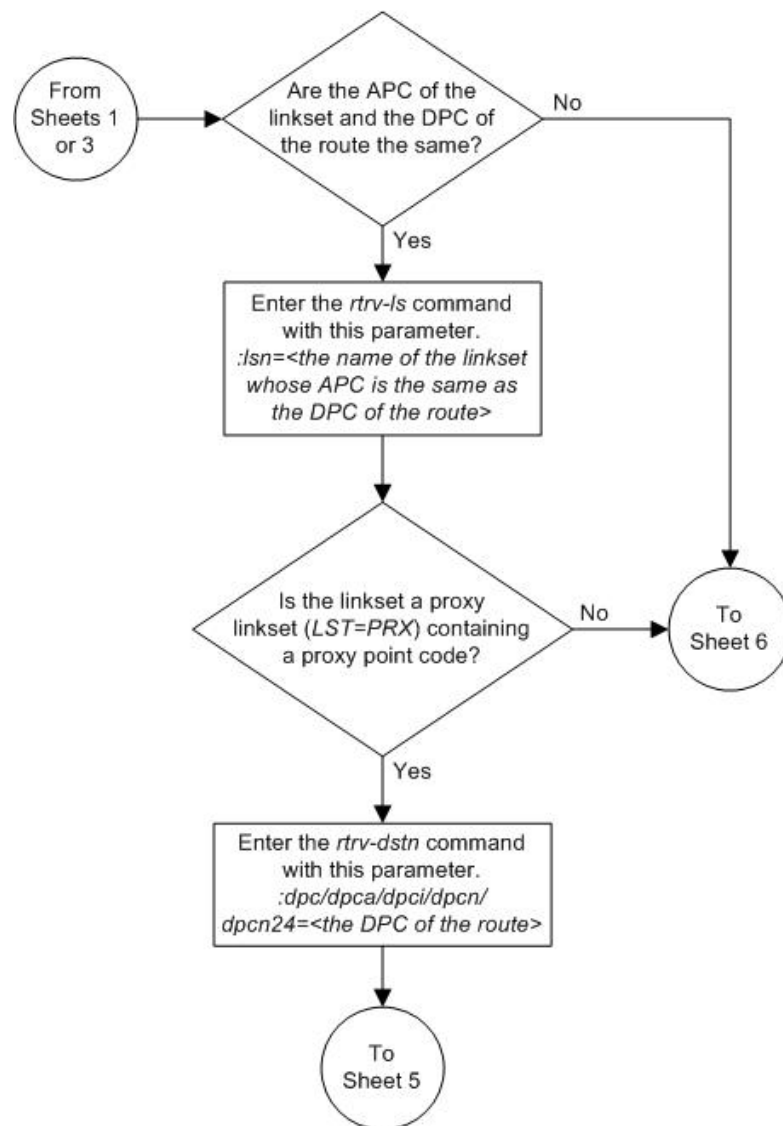 From
Sheets 1
or 3
Are the APC of the
linkset and the DPC of
the route the same?
No
Yes
Enter the rtrv-ls command
with this parameter.
:lsn=<the name of the linkset
whose APC is the same as
the DPC of the route>
Is the linkset a proxy
linkset (LST=PRX) containing
a proxy point code?
No
To
Sheet 6
Yes
Enter the rtrv-dstn command
with this parameter.
:dpc/dpca/dpci/dpcn/
dpcn24=<the DPC of the route>
To
Sheet 5